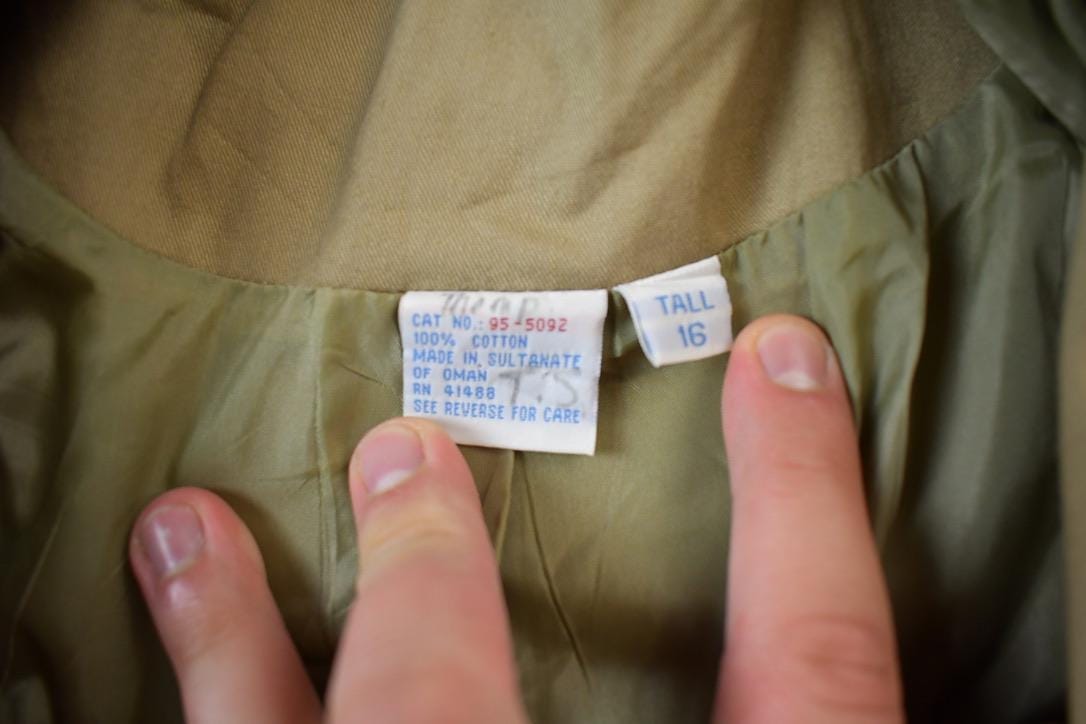 CAT NO.: 95-5092
100% COTTON
MADE IN SULTANATE
OF OMAN
RN 41488
SEE REVERSE FOR CARE
T.S
TALL
16